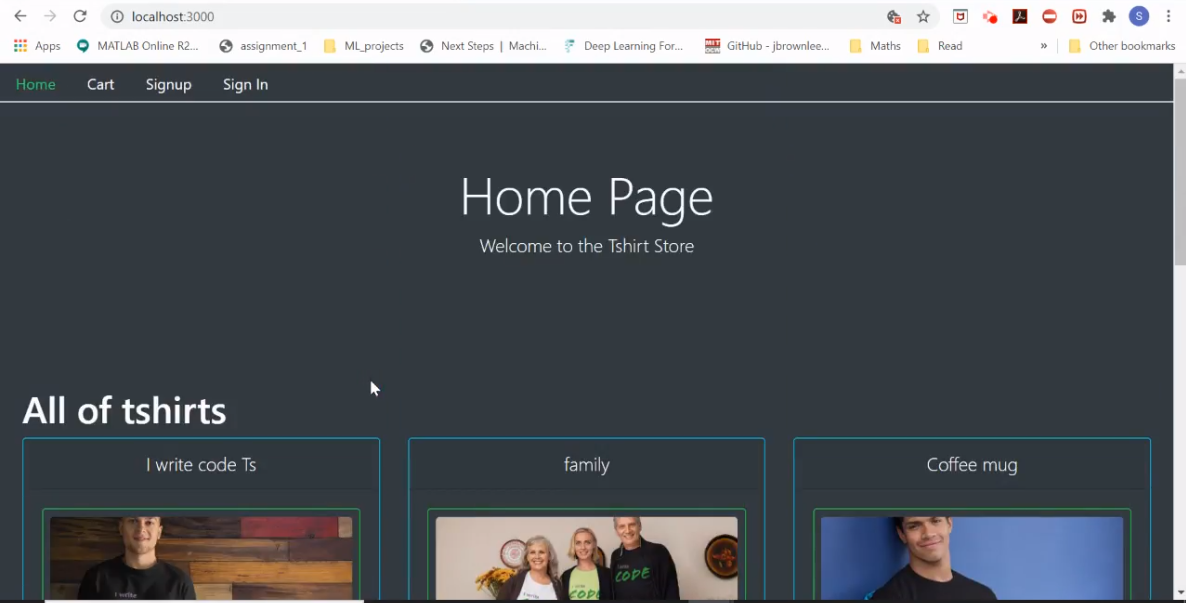 localhost:3000
S
Apps MATLAB Online R2... assignment_1 ML_projects Next Steps | Machi... Deep Learning For... GitHub - jbrownlee... Maths Read » Other bookmarks
Home Cart Signup Sign In
Home Page
Welcome to the Tshirt Store
All of tshirts
I write code Ts family Coffee mug
CODE